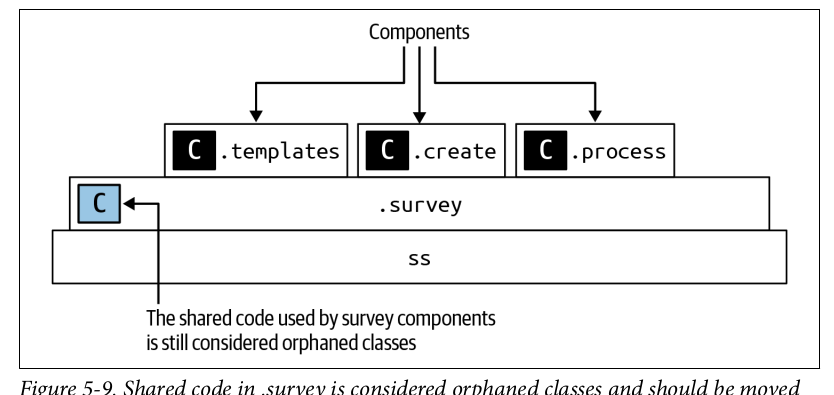 Components
C .templates
C .create
C .process
C
.survey
ss
The shared code used by survey components
is still considered orphaned classes
Figure 5-9. Shared code in .survey is considered orphaned classes and should be moved